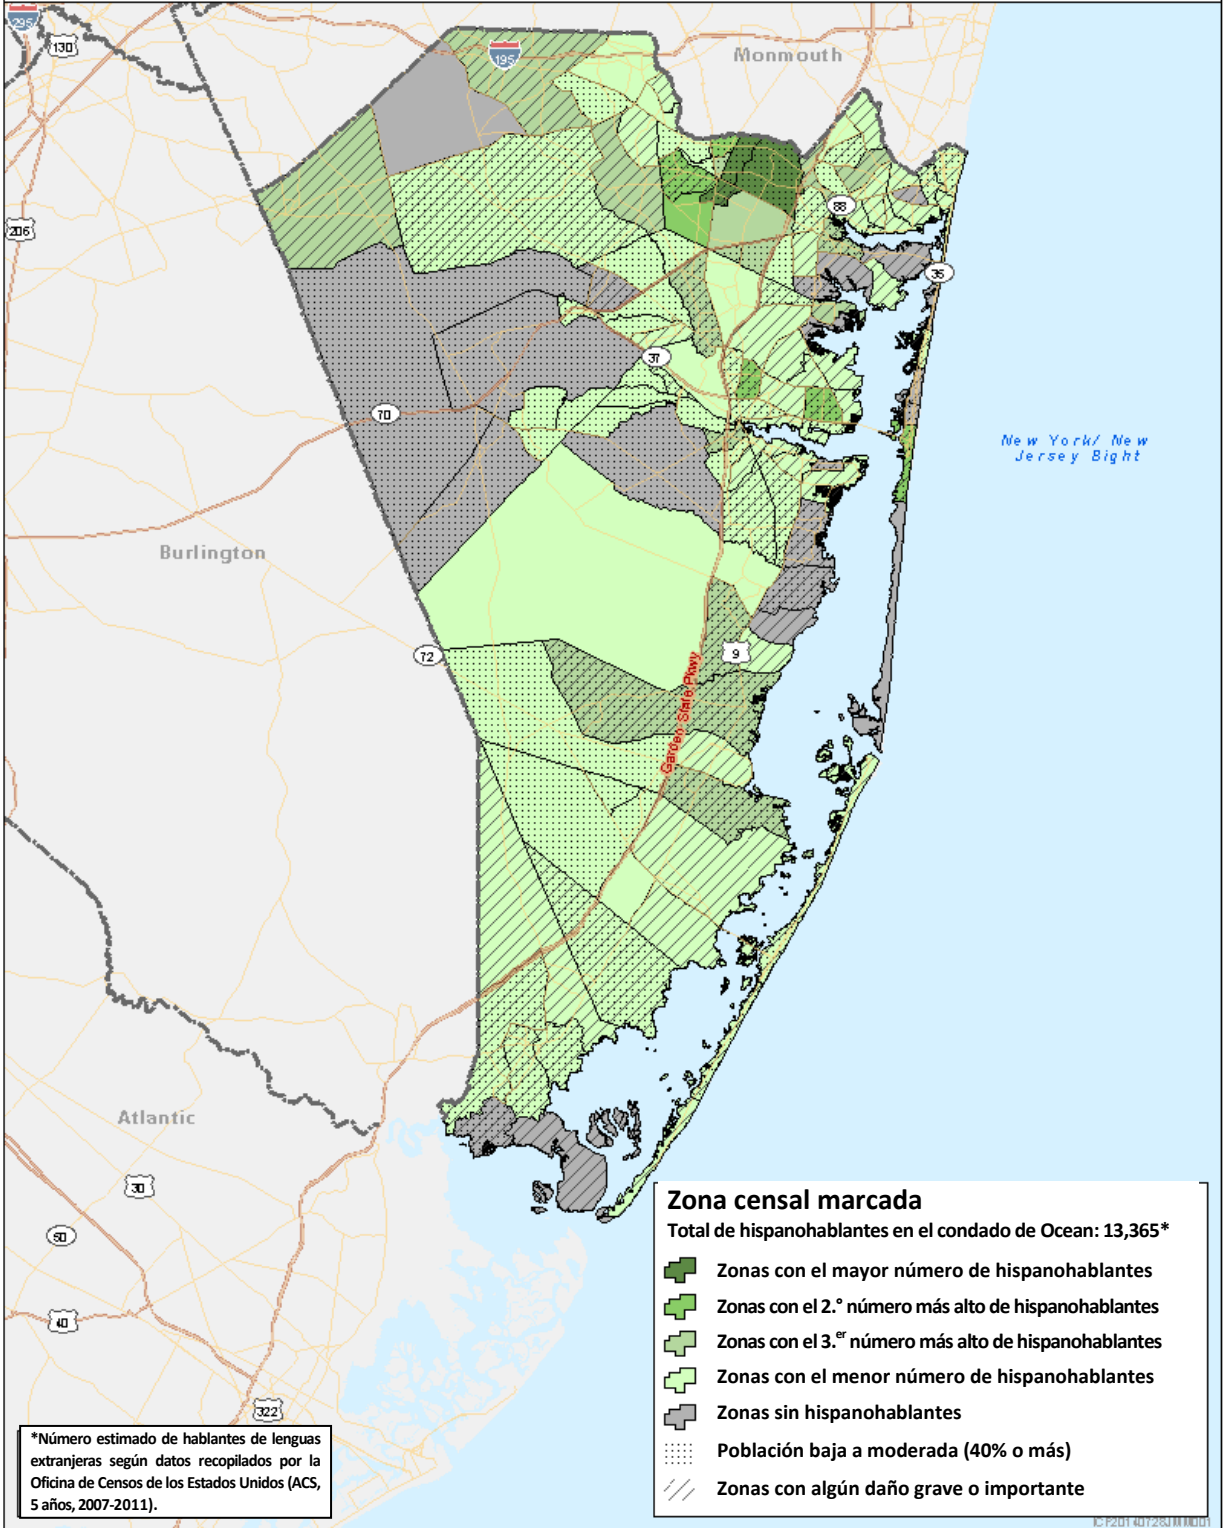 295
130
195
Monmouth
88
206
35
37
70
New York/ New
Jersey Bight
Burlington
72
9
Garden State Pkwy
Atlantic
30
50
40
322
Zona censal marcada
Total de hispanohablantes en el condado de Ocean: 13,365*
Zonas con el mayor número de hispanohablantes
Zonas con el 2.° número más alto de hispanohablantes
Zonas con el 3.er número más alto de hispanohablantes
Zonas con el menor número de hispanohablantes
Zonas sin hispanohablantes
Población baja a moderada (40% o más)
Zonas con algún daño grave o importante
*Número estimado de hablantes de lenguas
extranjeras según datos recopilados por la
Oficina de Censos de los Estados Unidos (ACS,
5 años, 2007-2011).